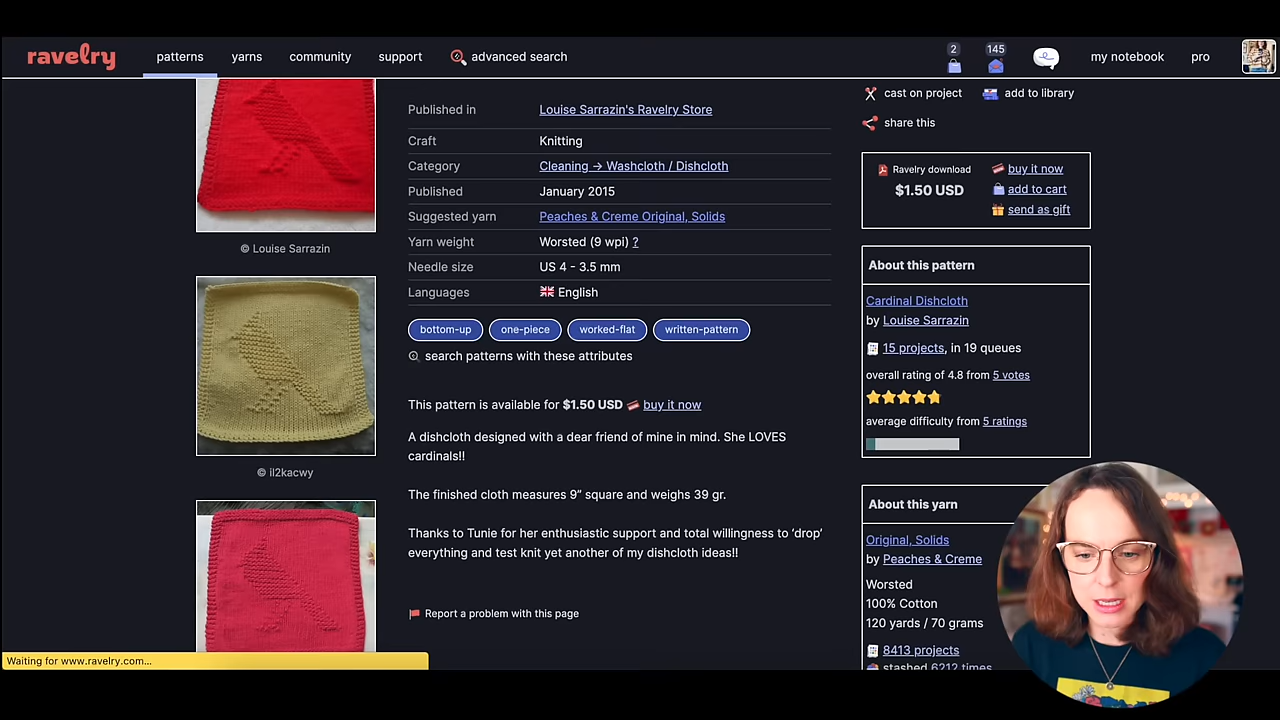 ravelry
patterns
yarns
community
support
advanced search
2
145
my notebook
pro
© Louise Sarrazin
© il2kacwy
Published in Louise Sarrazin's Ravelry Store
Craft Knitting
Category Cleaning → Washcloth / Dishcloth
Published January 2015
Suggested yarn Peaches & Creme Original, Solids
Yarn weight Worsted (9 wpi) ?
Needle size US 4 - 3.5 mm
Languages English
bottom-up one-piece worked-flat written-pattern
search patterns with these attributes
This pattern is available for $1.50 USD buy it now
A dishcloth designed with a dear friend of mine in mind. She LOVES
cardinals!!
The finished cloth measures 9” square and weighs 39 gr.
Thanks to Tunie for her enthusiastic support and total willingness to ‘drop’
everything and test knit yet another of my dishcloth ideas!!
Report a problem with this page
cast on project add to library
share this
Ravelry download
$1.50 USD
buy it now
add to cart
send as gift
About this pattern
Cardinal Dishcloth
by Louise Sarrazin
15 projects, in 19 queues
overall rating of 4.8 from 5 votes
average difficulty from 5 ratings
About this yarn
Original, Solids
by Peaches & Creme
Worsted
100% Cotton
120 yards / 70 grams
8413 projects
stashed 6212 times
Waiting for www.ravelry.com...